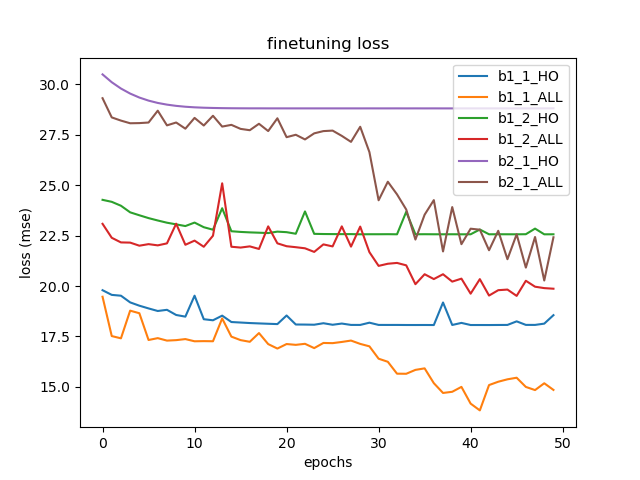 finetuning loss
loss (mse)
30.0
27.5
25.0
22.5
20.0
17.5
15.0
b1_1_HO
b1_1_ALL
b1_2_HO
b1_2_ALL
b2_1_HO
b2_1_ALL
0 10 20 30 40 50
epochs